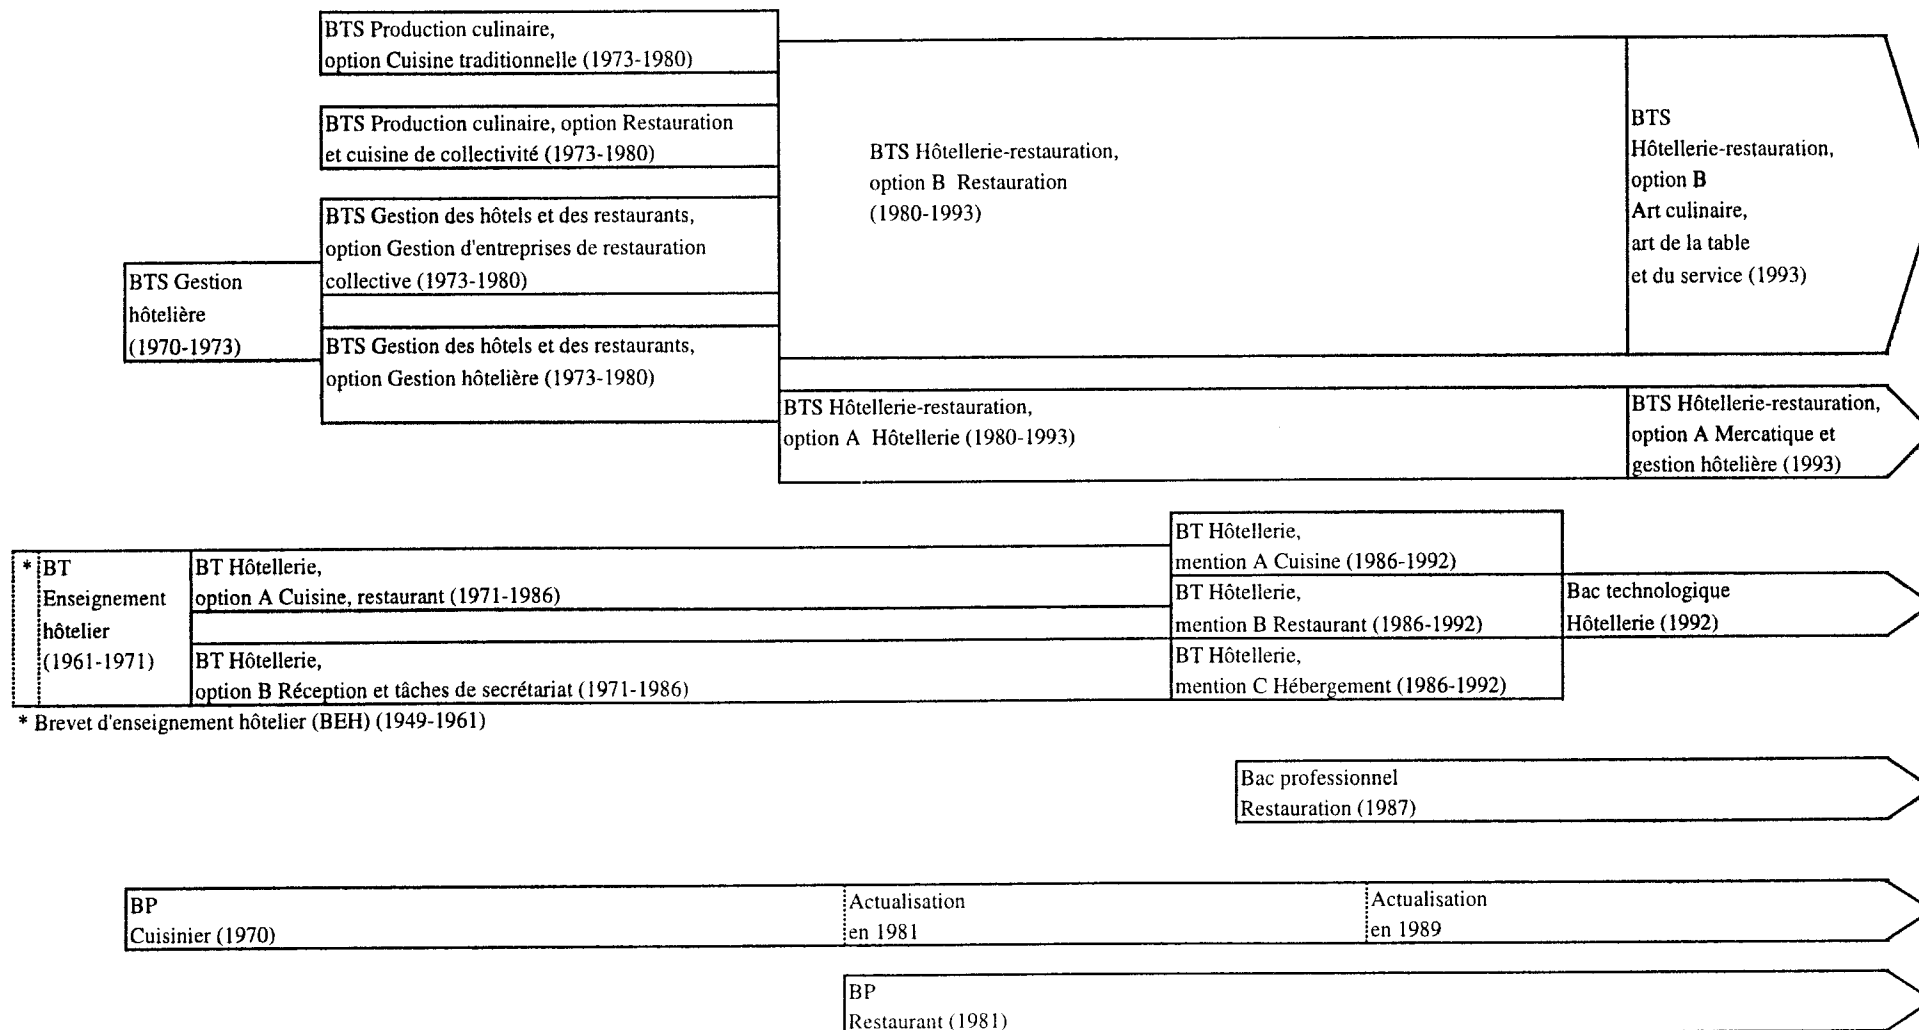 BTS Production culinaire,
option Cuisine traditionnelle (1973-1980)
BTS Production culinaire, option Restauration
et cuisine de collectivité (1973-1980)
BTS Gestion des hôtels et des restaurants,
option Gestion d'entreprises de restauration
collective (1973-1980)
BTS Gestion
hôtelière
(1970-1973)
BTS Gestion des hôtels et des restaurants,
option Gestion hôtelière (1973-1980)
BTS Hôtellerie-restauration,
option B Restauration
(1980-1993)
BTS
Hôtellerie-restauration,
option B
Art culinaire,
art de la table
et du service (1993)
BTS Hôtellerie-restauration,
option A Hôtellerie (1980-1993)
BTS Hôtellerie-restauration,
option A Mercatique et
gestion hôtelière (1993)
* BT
Enseignement
hôtelier
(1961-1971)
BT Hôtellerie,
option A Cuisine, restaurant (1971-1986)
BT Hôtellerie,
option B Réception et tâches de secrétariat (1971-1986)
BT Hôtellerie,
mention A Cuisine (1986-1992)
BT Hôtellerie,
mention B Restaurant (1986-1992)
BT Hôtellerie,
mention C Hébergement (1986-1992)
Bac technologique
Hôtellerie (1992)
* Brevet d'enseignement hôtelier (BEH) (1949-1961)
Bac professionnel
Restauration (1987)
BP
Cuisinier (1970)
Actualisation
en 1981
Actualisation
en 1989
BP
Restaurant (1981)